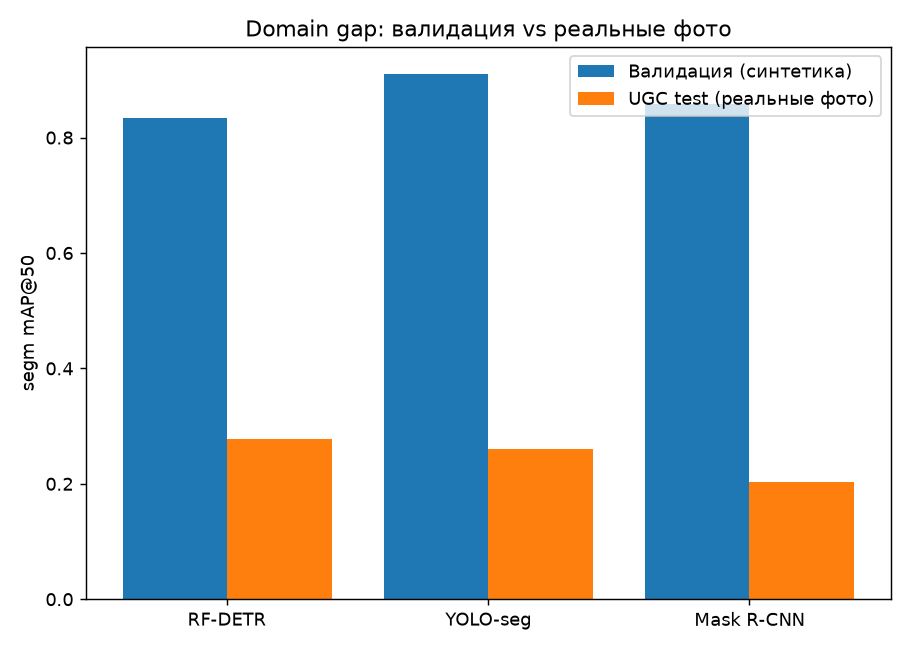 Domain gap: валидация vs реальные фото
Валидация (синтетика)
UGC test (реальные фото)
segm mAP@50
0.8
0.6
0.4
0.2
0.0
RF-DETR
YOLO-seg
Mask R-CNN